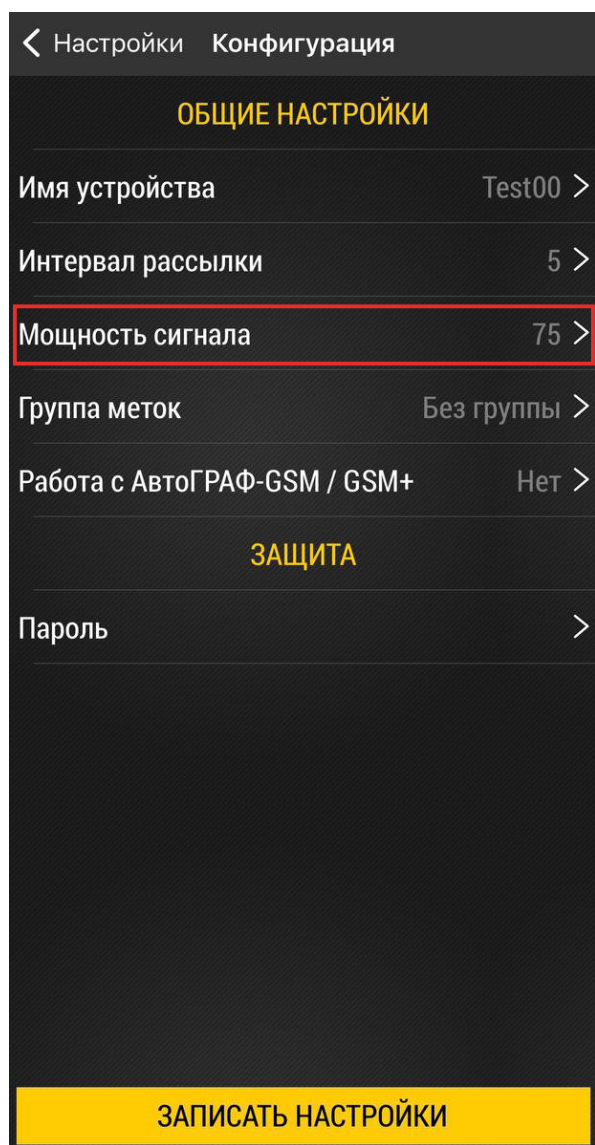 Настройки Конфигурация
ОБЩИЕ НАСТРОЙКИ
Имя устройства Test00
Интервал рассылки 5
Мощность сигнала 75
Группа меток Без группы
Работа с АвтоГРАФ-GSM / GSM+ Нет
ЗАЩИТА
Пароль
ЗАПИСАТЬ НАСТРОЙКИ